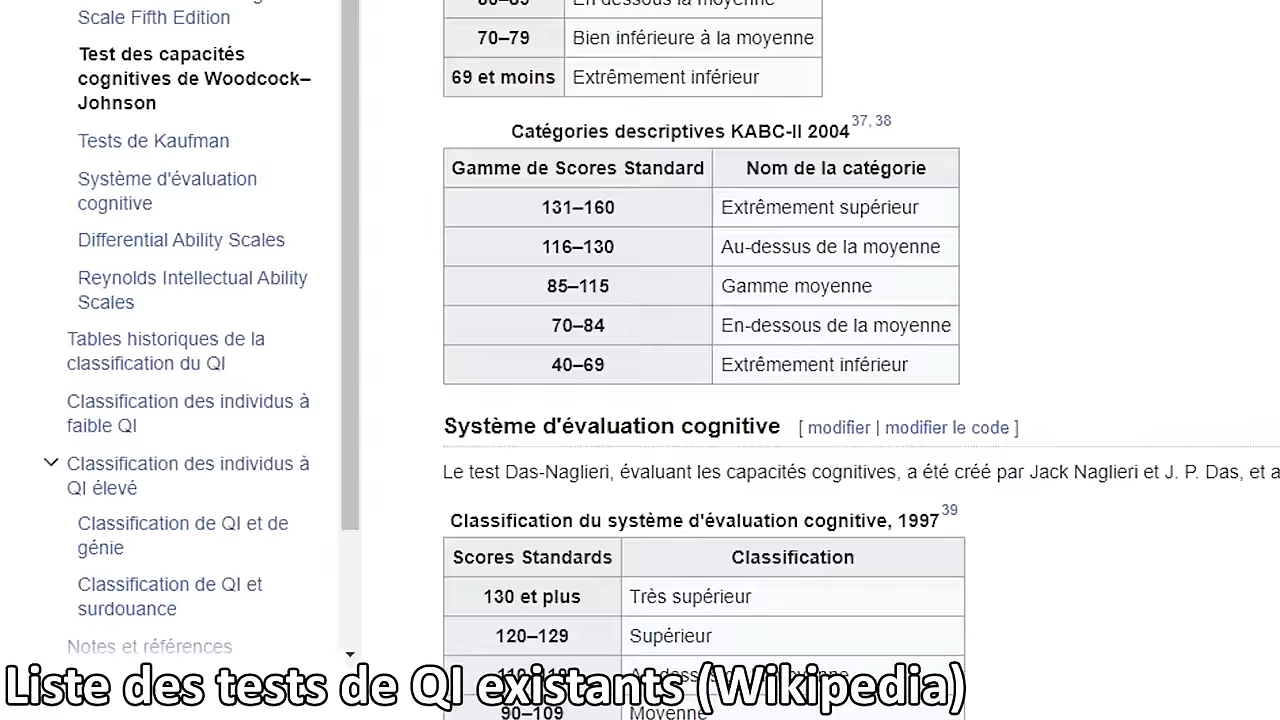 Scale Fifth Edition
Test des capacités
cognitives de Woodcock–
Johnson
Tests de Kaufman
Système d'évaluation
cognitive
Differential Ability Scales
Reynolds Intellectual Ability
Scales
Tables historiques de la
classification du QI
Classification des individus à
faible QI
Classification des individus à
QI élevé
Classification de QI et de
génie
Classification de QI et
surdouance
Notes et références
80–89 En dessous la moyenne
70–79 Bien inférieure à la moyenne
69 et moins Extrêmement inférieur
Catégories descriptives KABC-II 2004 37, 38
Gamme de Scores Standard Nom de la catégorie
131–160 Extrêmement supérieur
116–130 Au-dessus de la moyenne
85–115 Gamme moyenne
70–84 En-dessous de la moyenne
40–69 Extrêmement inférieur
Système d'évaluation cognitive [ modifier | modifier le code ]
Le test Das-Naglieri, évaluant les capacités cognitives, a été créé par Jack Naglieri et J. P. Das, et a
Classification du système d'évaluation cognitive, 1997 39
Scores Standards Classification
130 et plus Très supérieur
120–129 Supérieur
90–109 Moyenne
Liste des tests de QI existants (Wikipedia)